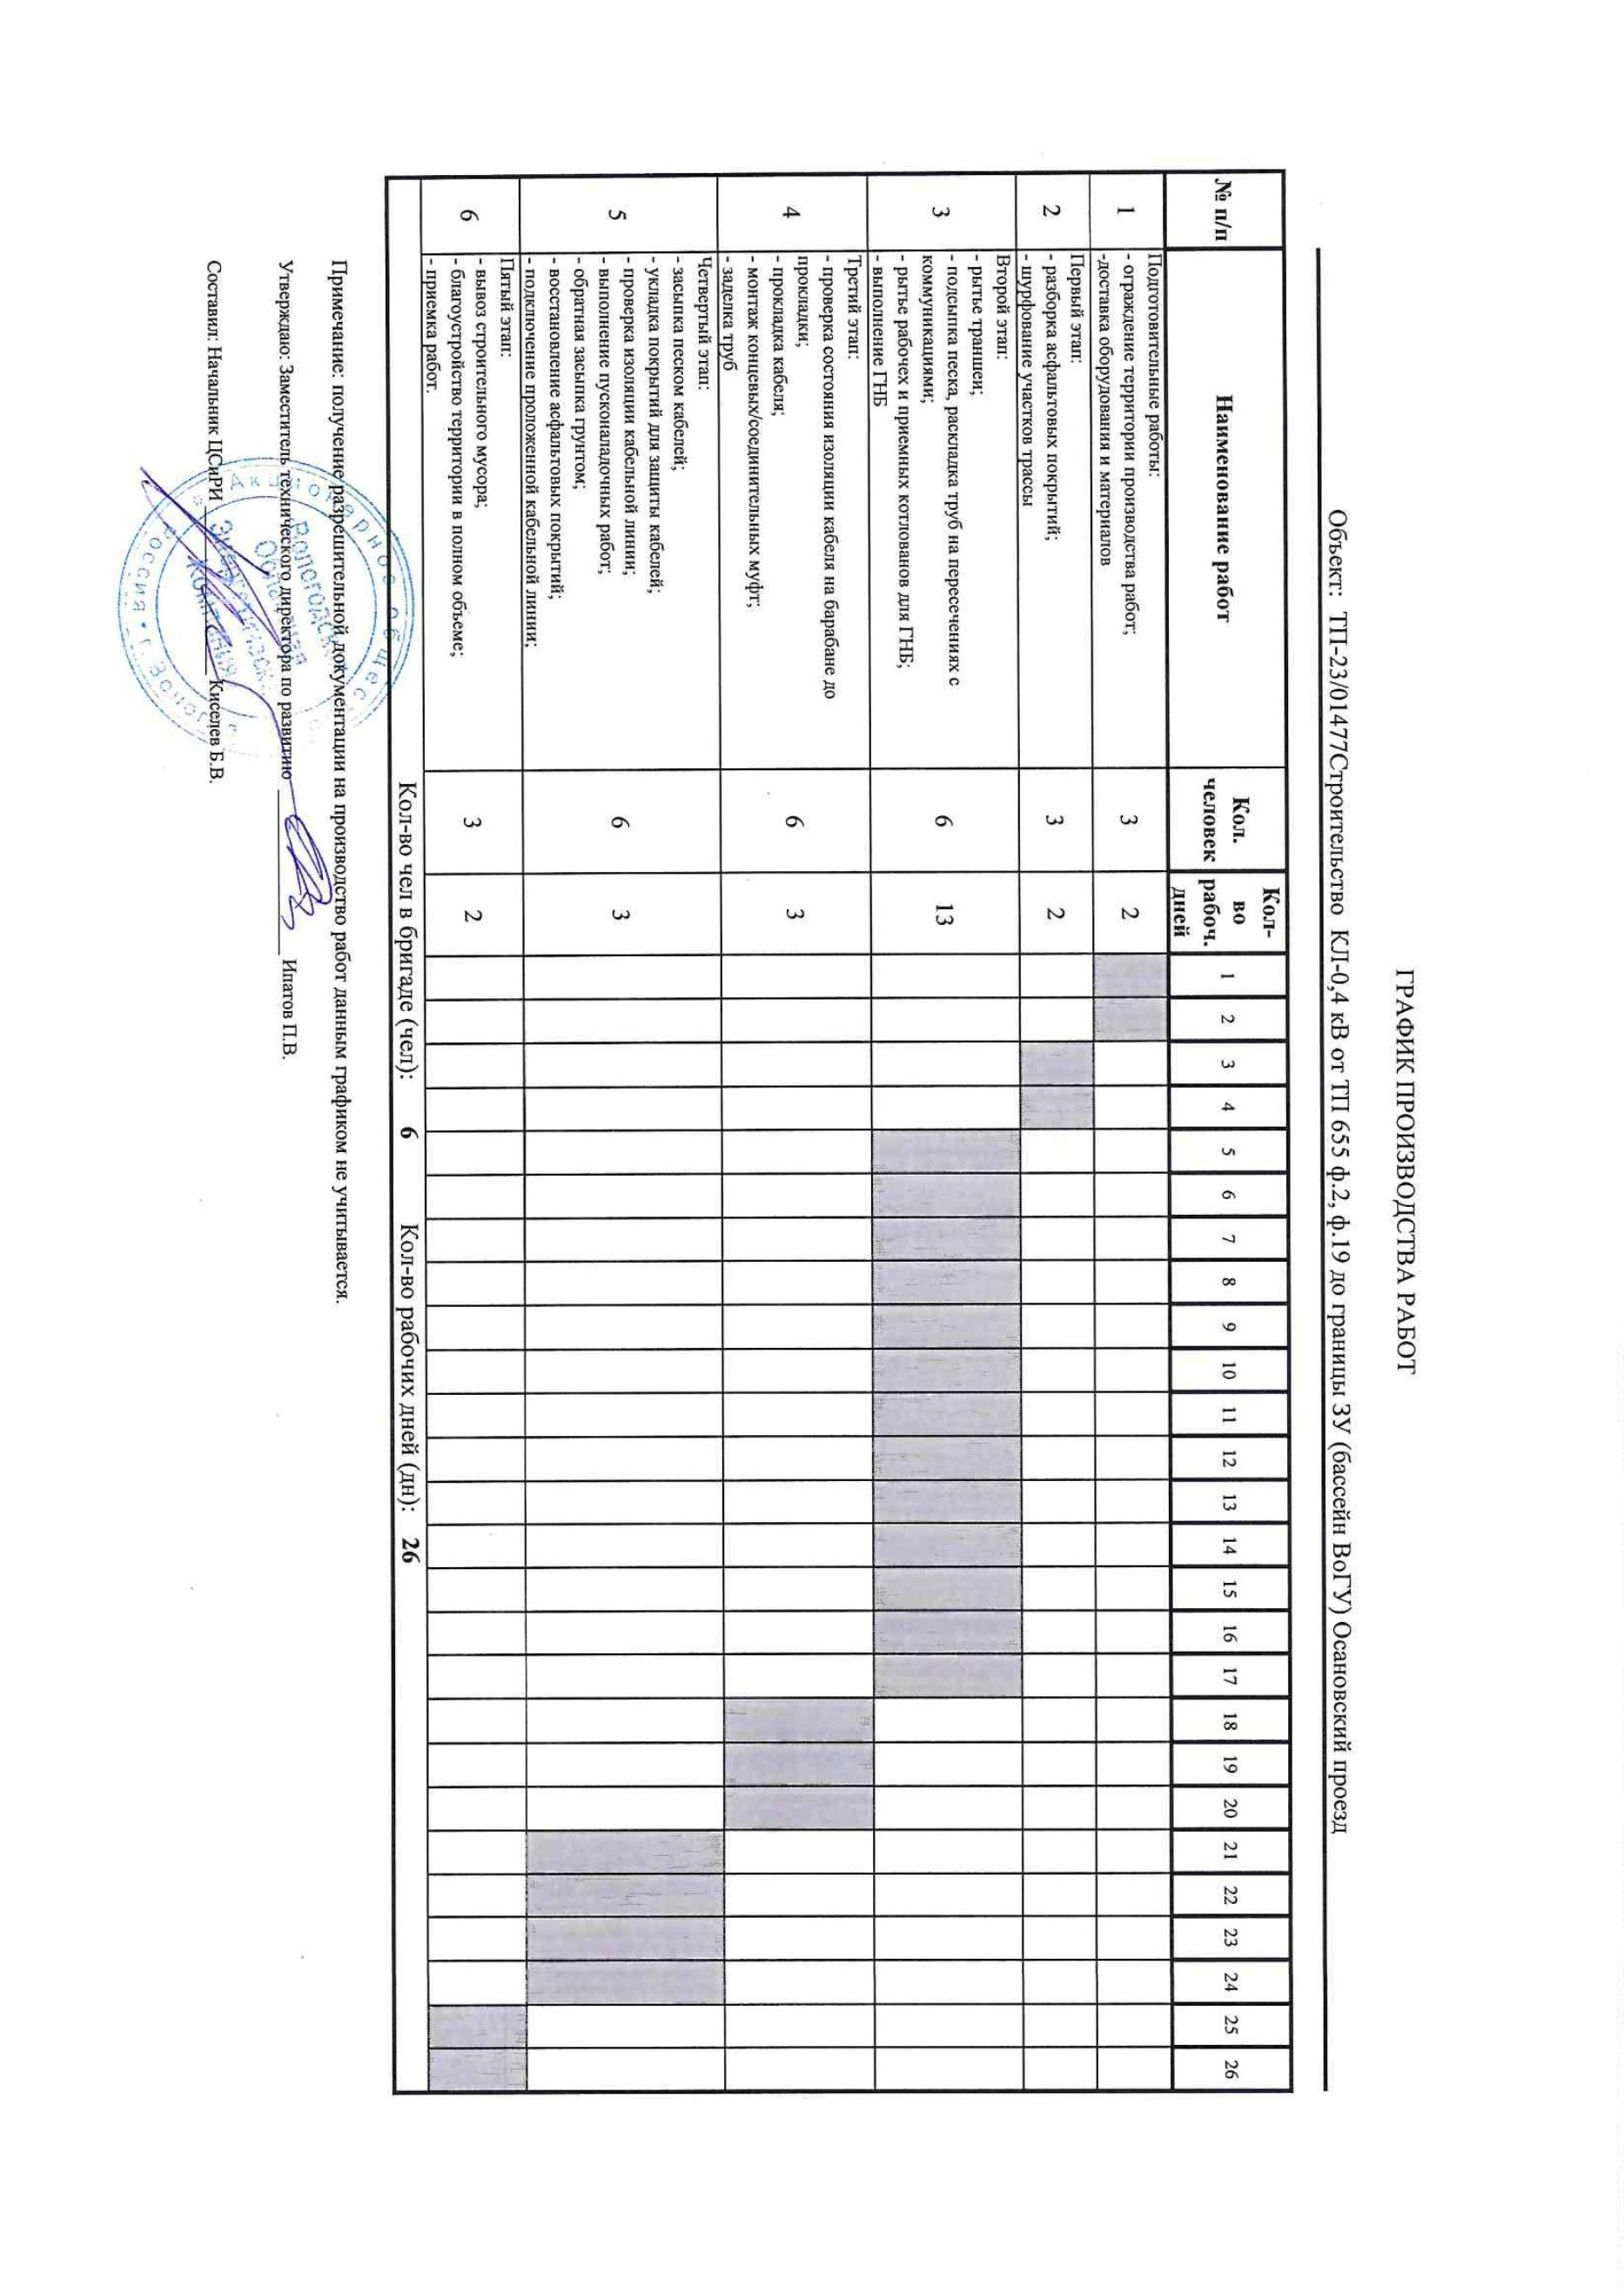 ГРАФИК ПРОИЗВОДСТВА РАБОТ
Объект: ТП-23/01477Строительство КЛ-0,4 кВ от ТП 655 ф.2, ф.19 до границы ЗУ (бассейн ВоГУ) Осановский проезд
№ п/п
Наименование работ
Кол. человек
Кол-во рабоч. дней
1 2 3 4 5 6 7 8 9 10 11 12 13 14 15 16 17 18 19 20 21 22 23 24 25 26
1
Подготовительные работы:
- ограждение территории производства работ;
-доставка оборудования и материалов
3
2
2
Первый этап:
- разборка асфальтовых покрытий;
- шурфование участков трассы
3
2
3
Второй этап:
- рытье траншеи;
- подсыпка песка, раскладка труб на пересечениях с
коммуникациями;
- рытье рабочех и приемных котлованов для ГНБ;
- выполнение ГНБ
6
13
4
Третий этап:
- проверка состояния изоляции кабеля на барабане до
прокладки;
- прокладка кабеля;
- монтаж концевых/соединительных муфт;
- заделка труб
6
3
5
Четвертый этап:
- засыпка песком кабелей;
- укладка покрытий для защиты кабелей;
- проверка изоляции кабельной линии;
- выполнение пусконаладочных работ;
- обратная засыпка грунтом;
- восстановление асфальтовых покрытий;
- подключение проложенной кабельной линии;
6
3
6
Пятый этап:
- вывоз строительного мусора;
- благоустройство территории в полном объеме;
- приемка работ.
3
2
Кол-во чел в бригаде (чел): 6 Кол-во рабочих дней (дн): 26
Примечание: получение разрешительной документации на производство работ данным графиком не учитывается.
Утверждаю: Заместитель технического директора по развитию Ипатов П.В.
Составил: Начальник ЦСиРИ Киселев Б.В.
Акционерное
Россия • г. Волог